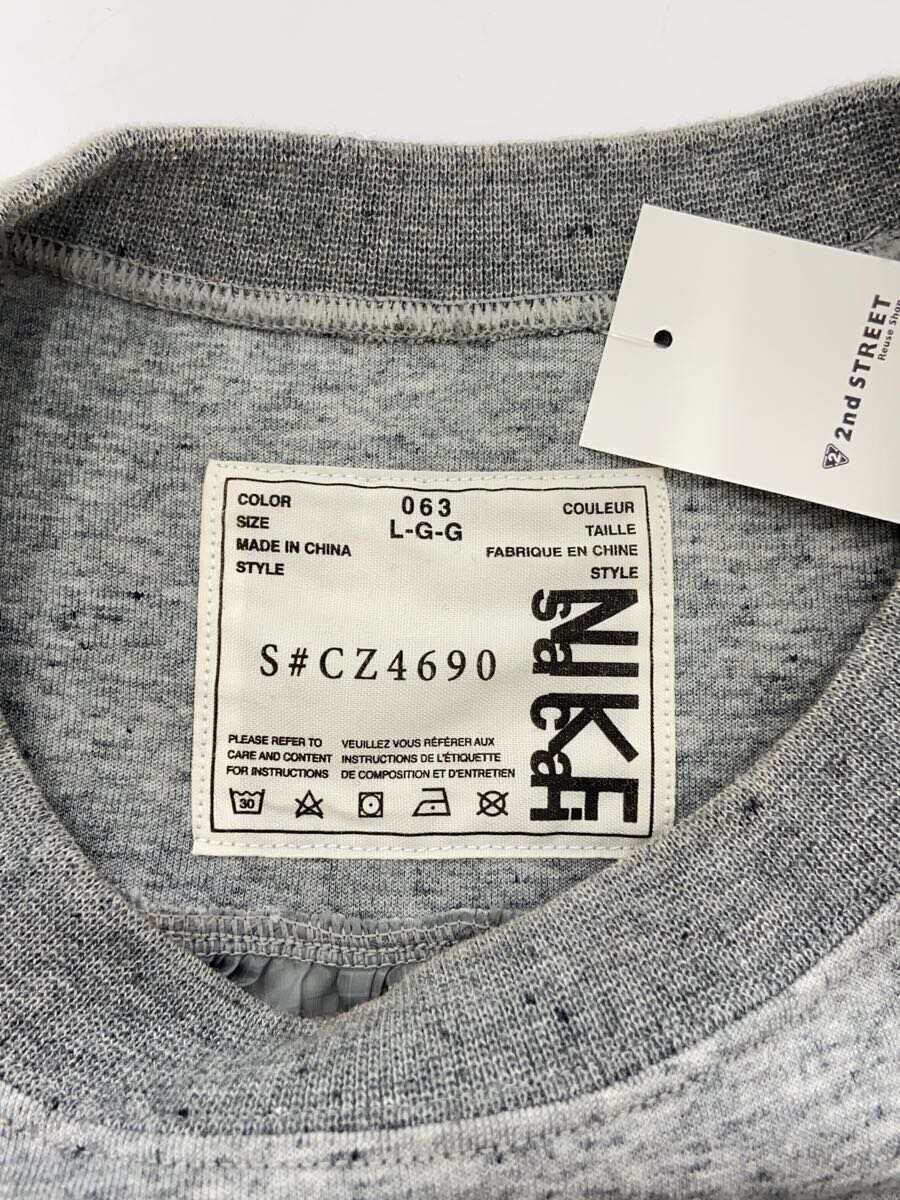 2nd STREET
Reuse Shop
COLOR 063 COULEUR
SIZE L-G-G TAILLE
MADE IN CHINA FABRIQUE EN CHINE
STYLE STYLE
S#CZ4690
NIKE
sacai
PLEASE REFER TO
CARE AND CONTENT
FOR INSTRUCTIONS
VEUILLEZ VOUS RÉFÉRER AUX
INSTRUCTIONS DE L'ÉTIQUETTE
DE COMPOSITION ET D'ENTRETIEN
30